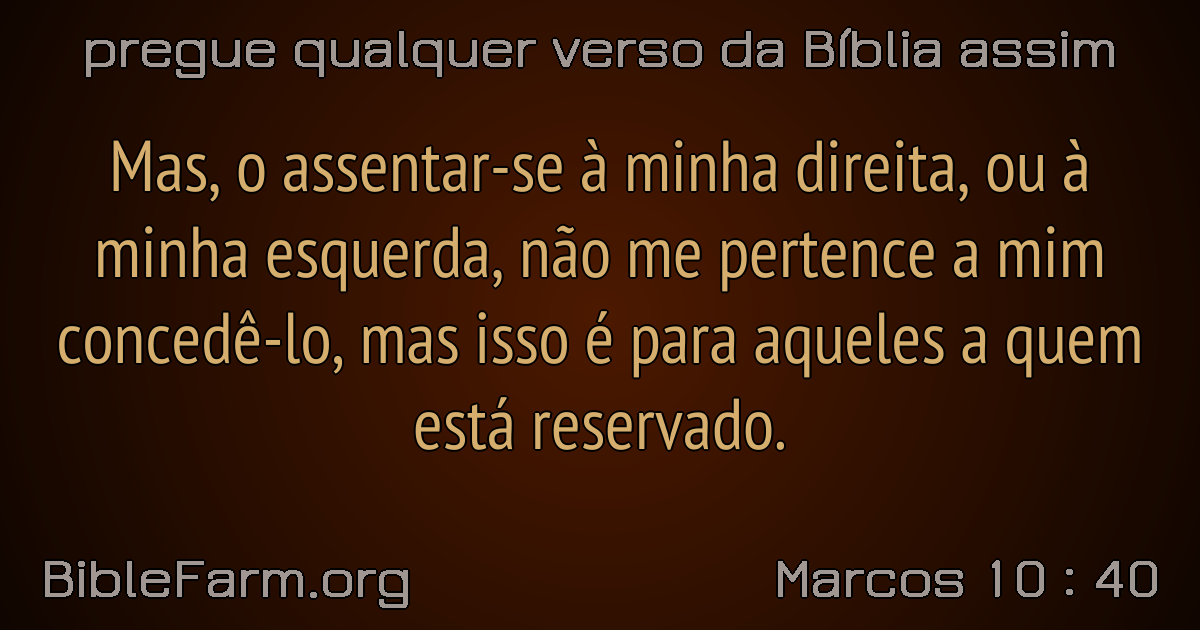 pregue qualquer verso da Bíblia assim
Mas, o assentar-se à minha direita, ou à
minha esquerda, não me pertence a mim
concedê-lo, mas isso é para aqueles a quem
está reservado.
BibleFarm.org
Marcos 10 : 40